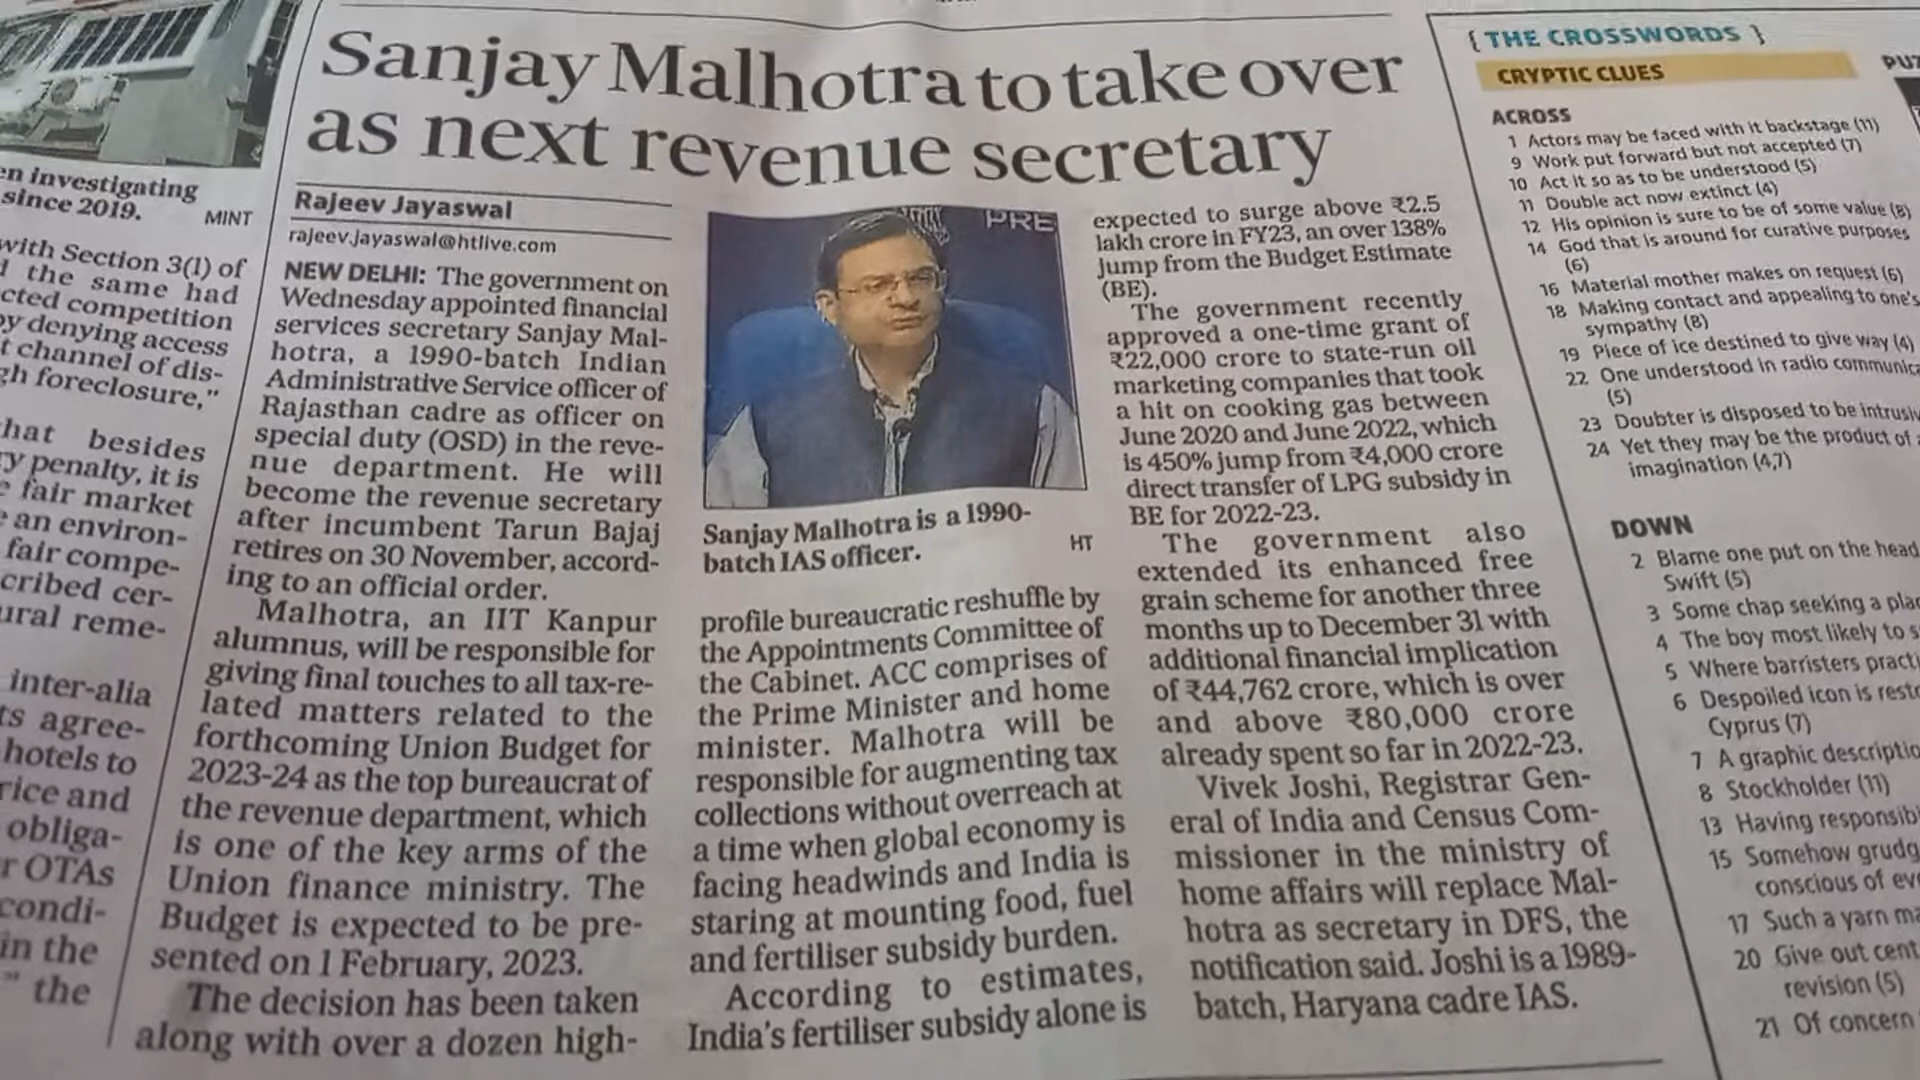 en investigating
since 2019.
MINT
with Section 3(1) of
the same had
cted competition
by denying access
t channel of dis-
gh foreclosure,"
hat besides
ry penalty, it is
fair market
an environ-
fair compe-
cribed cer-
ural reme-
inter-alia
ts agree-
hotels to
rice and
obliga-
r OTAs
condi-
in the
" the
Sanjay Malhotra to take over
as next revenue secretary
Rajeev Jayaswal
rajeev.jayaswal@htlive.com
NEW DELHI: The government on
Wednesday appointed financial
services secretary Sanjay Mal-
hotra, a 1990-batch Indian
Administrative Service officer of
Rajasthan cadre as officer on
special duty (OSD) in the reve-
nue department. He will
become the revenue secretary
after incumbent Tarun Bajaj
retires on 30 November, accord-
ing to an official order.
Malhotra, an IIT Kanpur
alumnus, will be responsible for
giving final touches to all tax-re-
lated matters related to the
forthcoming Union Budget for
2023-24 as the top bureaucrat of
the revenue department, which
is one of the key arms of the
Union finance ministry. The
Budget is expected to be pre-
sented on 1 February, 2023.
The decision has been taken
along with over a dozen high-
PRE
Sanjay Malhotra is a 1990-
batch IAS officer.
HT
profile bureaucratic reshuffle by
the Appointments Committee of
the Cabinet. ACC comprises of
the Prime Minister and home
minister. Malhotra will be
responsible for augmenting tax
collections without overreach at
a time when global economy is
facing headwinds and India is
staring at mounting food, fuel
and fertiliser subsidy burden.
According to estimates,
India's fertiliser subsidy alone is
expected to surge above ₹2.5
lakh crore in FY23, an over 138%
jump from the Budget Estimate
(BE).
The government recently
approved a one-time grant of
₹22,000 crore to state-run oil
marketing companies that took
a hit on cooking gas between
June 2020 and June 2022, which
is 450% jump from ₹4,000 crore
direct transfer of LPG subsidy in
BE for 2022-23.
The government also
extended its enhanced free
grain scheme for another three
months up to December 31 with
additional financial implication
of ₹44,762 crore, which is over
and above ₹80,000 crore
already spent so far in 2022-23.
Vivek Joshi, Registrar Gen-
eral of India and Census Com-
missioner in the ministry of
home affairs will replace Mal-
hotra as secretary in DFS, the
notification said. Joshi is a 1989-
batch, Haryana cadre IAS.
{ THE CROSSWORDS }
CRYPTIC CLUES
PUZ
ACROSS
1 Actors may be faced with it backstage (11)
9 Work put forward but not accepted (7)
10 Act it so as to be understood (5)
11 Double act now extinct (4)
12 His opinion is sure to be of some value (8)
14 God that is around for curative purposes
(6)
16 Material mother makes on request (6)
18 Making contact and appealing to one's
sympathy (8)
19 Piece of ice destined to give way (4)
22 One understood in radio communica
(5)
23 Doubter is disposed to be intrusiv
24 Yet they may be the product of a
imagination (4,7)
DOWN
2 Blame one put on the head
Swift (5)
3 Some chap seeking a plac
4 The boy most likely to s
5 Where barristers practi
6 Despoiled icon is resto
Cyprus (7)
7 A graphic descriptio
8 Stockholder (11)
13 Having responsibl
15 Somehow grudg
conscious of eve
17 Such a yarn ma
20 Give out cent
revision (5)
21 Of concern